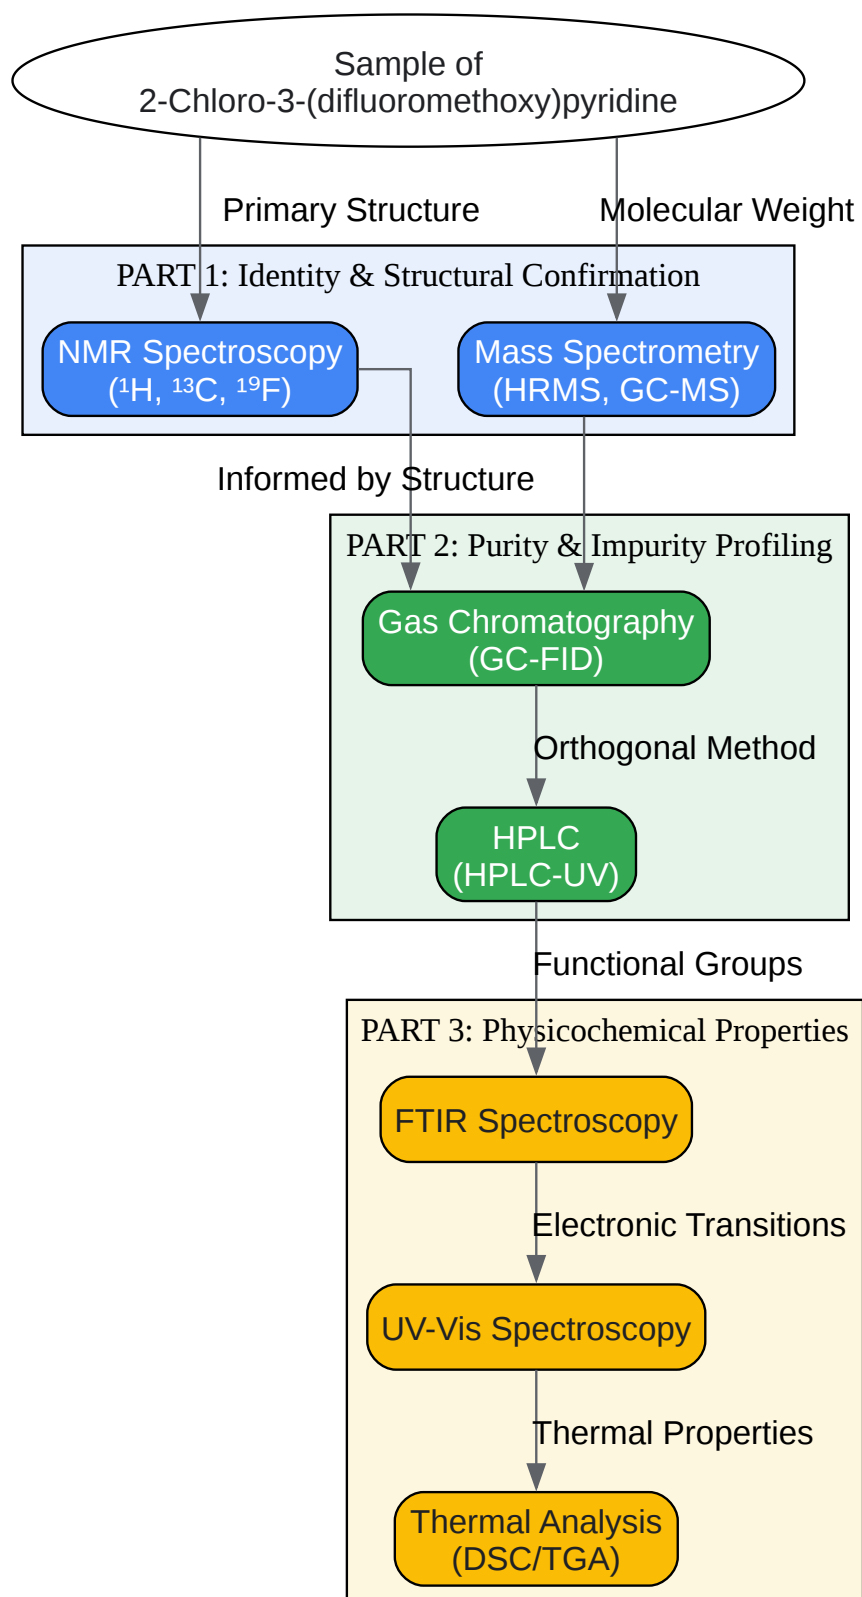 Sample of
2-Chloro-3-(difluoromethoxy)pyridine
Primary Structure
Molecular Weight
PART 1: Identity & Structural Confirmation
NMR Spectroscopy
(¹H, ¹³C, ¹⁹F)
Mass Spectrometry
(HRMS, GC-MS)
Informed by Structure
PART 2: Purity & Impurity Profiling
Gas Chromatography
(GC-FID)
Orthogonal Method
HPLC
(HPLC-UV)
Functional Groups
PART 3: Physicochemical Properties
FTIR Spectroscopy
Electronic Transitions
UV-Vis Spectroscopy
Thermal Properties
Thermal Analysis
(DSC/TGA)